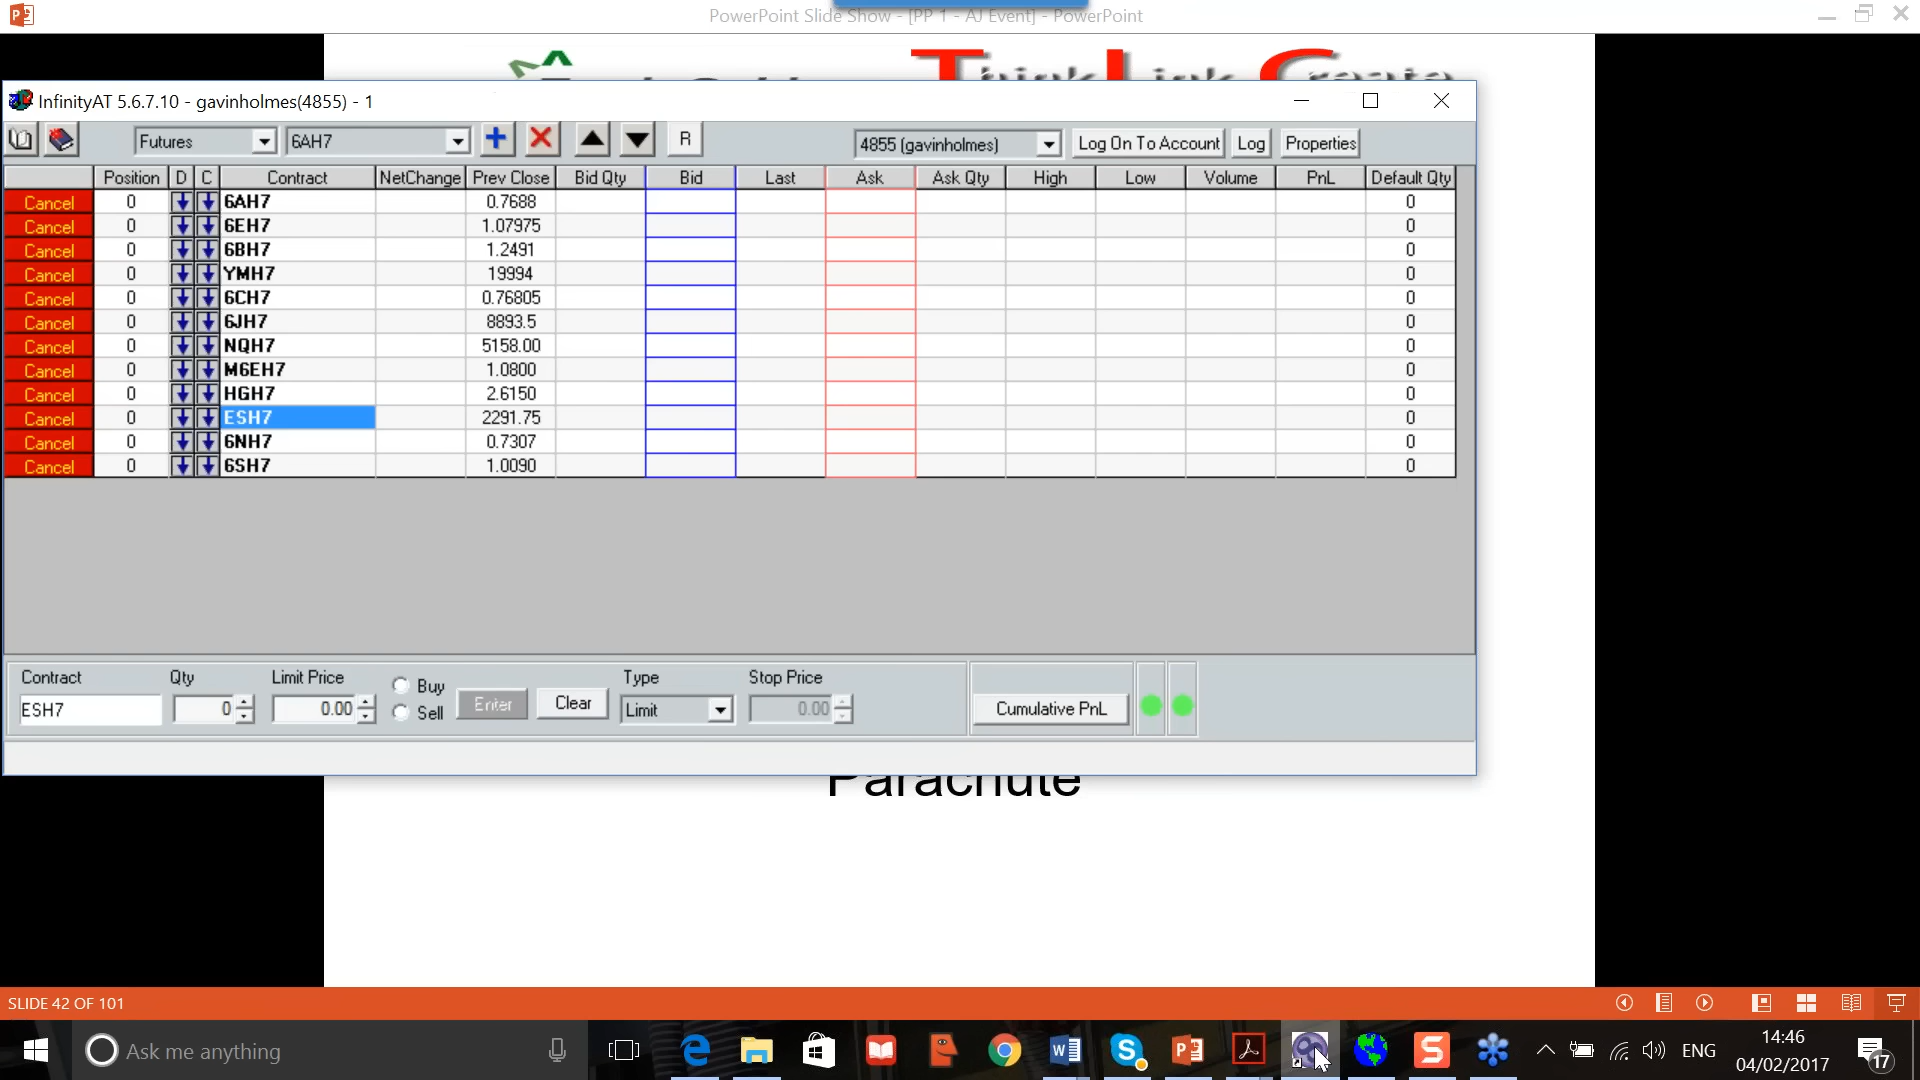 PowerPoint Slide Show - [PP 1 - AJ Event] - PowerPoint
Think Link Create
InfinityAT 5.6.7.10 - gavinholmes(4855) - 1
Futures 6AH7 R 4855 (gavinholmes) Log On To Account Log Properties
Position D C Contract NetChange Prev Close Bid Qty Bid Last Ask Ask Qty High Low Volume PnL Default Qty
Cancel 0 6AH7 0.7688 0
Cancel 0 6EH7 1.07975 0
Cancel 0 6BH7 1.2491 0
Cancel 0 YMH7 19994 0
Cancel 0 6CH7 0.76805 0
Cancel 0 6JH7 8893.5 0
Cancel 0 NQH7 5158.00 0
Cancel 0 M6EH7 1.0800 0
Cancel 0 HGH7 2.6150 0
Cancel 0 ESH7 2291.75 0
Cancel 0 6NH7 0.7307 0
Cancel 0 6SH7 1.0090 0
Contract Qty Limit Price Buy Type Stop Price
ESH7 0 0.00 Sell Enter Clear Limit 0.00 Cumulative PnL
Parachute
SLIDE 42 OF 101
Ask me anything ENG 14:46
04/02/2017 17